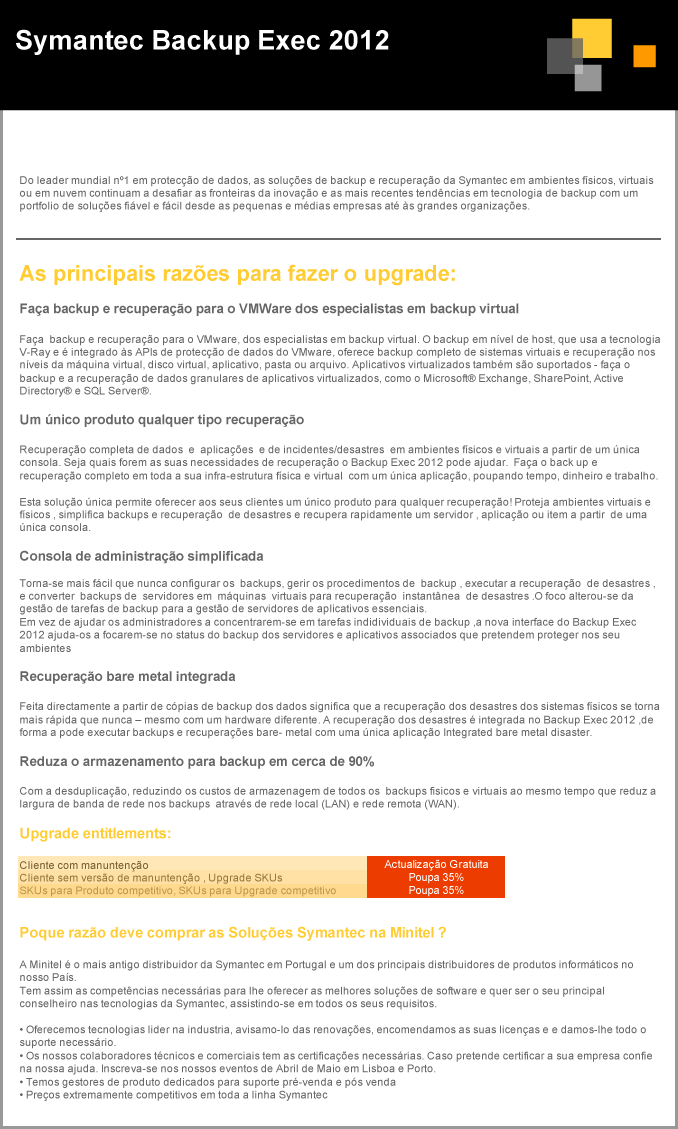 Symantec Backup Exec 2012
Do leader mundial nº1 em protecção de dados, as soluções de backup e recuperação da Symantec em ambientes físicos, virtuais
ou em nuvem continuam a desafiar as fronteiras da inovação e as mais recentes tendências em tecnologia de backup com um
portfolio de soluções fiável e fácil desde as pequenas e médias empresas até às grandes organizações.
As principais razões para fazer o upgrade:
Faça backup e recuperação para o VMWare dos especialistas em backup virtual
Faça backup e recuperação para o VMware, dos especialistas em backup virtual. O backup em nível de host, que usa a tecnologia
V-Ray e é integrado às APIs de protecção de dados do VMware, oferece backup completo de sistemas virtuais e recuperação nos
níveis da máquina virtual, disco virtual, aplicativo, pasta ou arquivo. Aplicativos virtualizados também são suportados - faça o
backup e a recuperação de dados granulares de aplicativos virtualizados, como o Microsoft® Exchange, SharePoint, Active
Directory® e SQL Server®.
Um único produto qualquer tipo recuperação
Recuperação completa de dados e aplicações e de incidentes/desastres em ambientes físicos e virtuais a partir de um única
consola. Seja quais forem as suas necessidades de recuperação o Backup Exec 2012 pode ajudar. Faça o back up e
recuperação completo em toda a sua infra-estrutura física e virtual com um única aplicação, poupando tempo, dinheiro e trabalho.
Esta solução única permite oferecer aos seus clientes um único produto para qualquer recuperação! Proteja ambientes virtuais e
físicos , simplifica backups e recuperação de desastres e recupera rapidamente um servidor , aplicação ou item a partir de uma
única consola.
Consola de administração simplificada
Torna-se mais fácil que nunca configurar os backups, gerir os procedimentos de backup , executar a recuperação de desastres ,
e converter backups de servidores em máquinas virtuais para recuperação instantânea de desastres .O foco alterou-se da
gestão de tarefas de backup para a gestão de servidores de aplicativos essenciais.
Em vez de ajudar os administradores a concentrarem-se em tarefas indidividuais de backup ,a nova interface do Backup Exec
2012 ajuda-os a focarem-se no status do backup dos servidores e aplicativos associados que pretendem proteger nos seu
ambientes
Recuperação bare metal integrada
Feita directamente a partir de cópias de backup dos dados significa que a recuperação dos desastres dos sistemas físicos se torna
mais rápida que nunca – mesmo com um hardware diferente. A recuperação dos desastres é integrada no Backup Exec 2012 ,de
forma a pode executar backups e recuperações bare- metal com uma única aplicação Integrated bare metal disaster.
Reduza o armazenamento para backup em cerca de 90%
Com a desduplicação, reduzindo os custos de armazenagem de todos os backups fisicos e virtuais ao mesmo tempo que reduz a
largura de banda de rede nos backups através de rede local (LAN) e rede remota (WAN).
Upgrade entitlements:
Cliente com manuntenção Actualização Gratuita
Cliente sem versão de manuntenção , Upgrade SKUs Poupa 35%
SKUs para Produto competitivo, SKUs para Upgrade competitivo Poupa 35%
Poque razão deve comprar as Soluções Symantec na Minitel ?
A Minitel é o mais antigo distribuidor da Symantec em Portugal e um dos principais distribuidores de produtos informáticos no
nosso País.
Tem assim as competências necessárias para lhe oferecer as melhores soluções de software e quer ser o seu principal
conselheiro nas tecnologias da Symantec, assistindo-se em todos os seus requisitos.
• Oferecemos tecnologias lider na industria, avisamo-lo das renovações, encomendamos as suas licenças e e damos-lhe todo o
suporte necessário.
• Os nossos colaboradores técnicos e comerciais tem as certificações necessárias. Caso pretende certificar a sua empresa confie
na nossa ajuda. Inscreva-se nos nossos eventos de Abril de Maio em Lisboa e Porto.
• Temos gestores de produto dedicados para suporte pré-venda e pós venda
• Preços extremamente competitivos em toda a linha Symantec